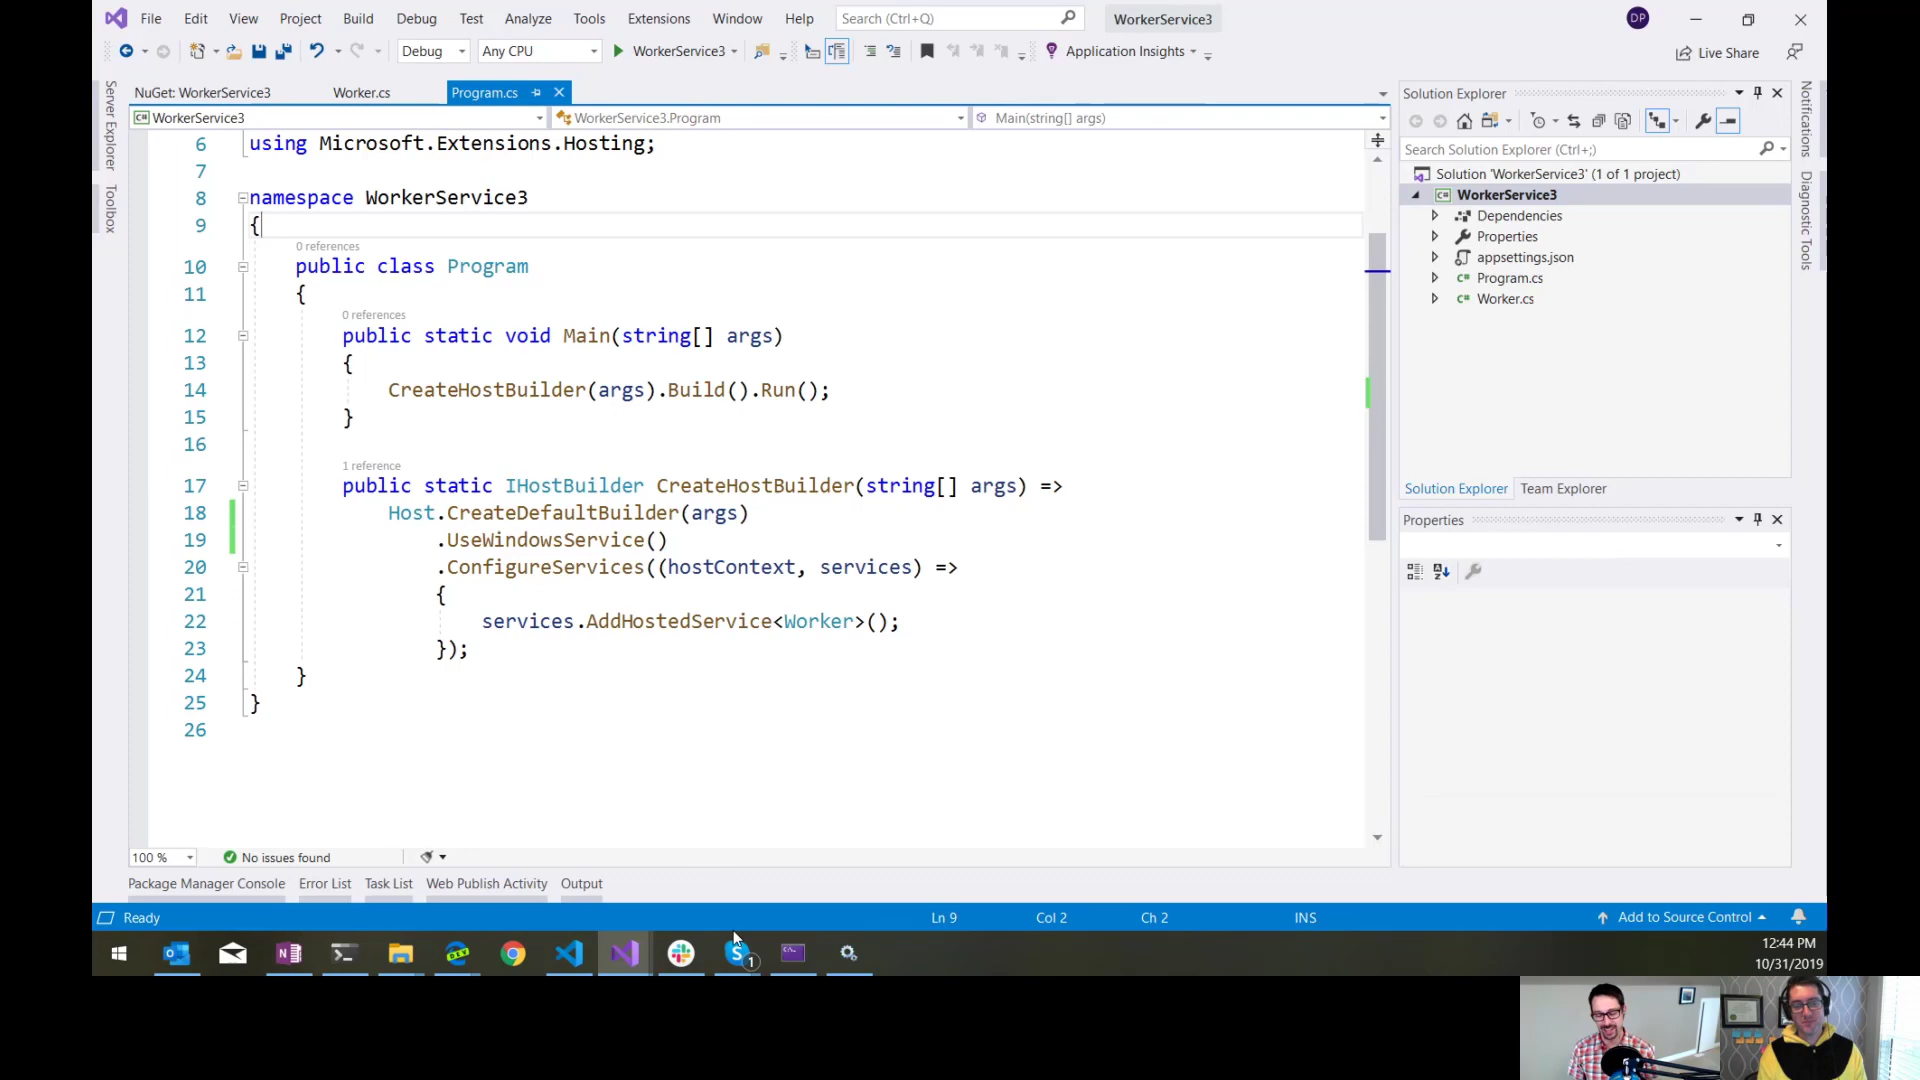 File Edit View Project Build Debug Test Analyze Tools Extensions Window Help Search (Ctrl+Q) WorkerService3 DP
Debug Any CPU WorkerService3 Application Insights Live Share
Server Explorer
Toolbox
NuGet: WorkerService3 Worker.cs Program.cs
WorkerService3 WorkerService3.Program Main(string[] args)
6 using Microsoft.Extensions.Hosting;
7
8 namespace WorkerService3
9 {
0 references
10 public class Program
11 {
0 references
12 public static void Main(string[] args)
13 {
14 CreateHostBuilder(args).Build().Run();
15 }
16
1 reference
17 public static IHostBuilder CreateHostBuilder(string[] args) =>
18 Host.CreateDefaultBuilder(args)
19 .UseWindowsService()
20 .ConfigureServices((hostContext, services) =>
21 {
22 services.AddHostedService<Worker>();
23 });
24 }
25 }
26
100 % No issues found
Package Manager Console Error List Task List Web Publish Activity Output
Solution Explorer
Search Solution Explorer (Ctrl+;)
Solution 'WorkerService3' (1 of 1 project)
WorkerService3
Dependencies
Properties
appsettings.json
Program.cs
Worker.cs
Solution Explorer Team Explorer
Properties
Notifications
Diagnostic Tools
Ready Ln 9 Col 2 Ch 2 INS Add to Source Control
12:44 PM
10/31/2019